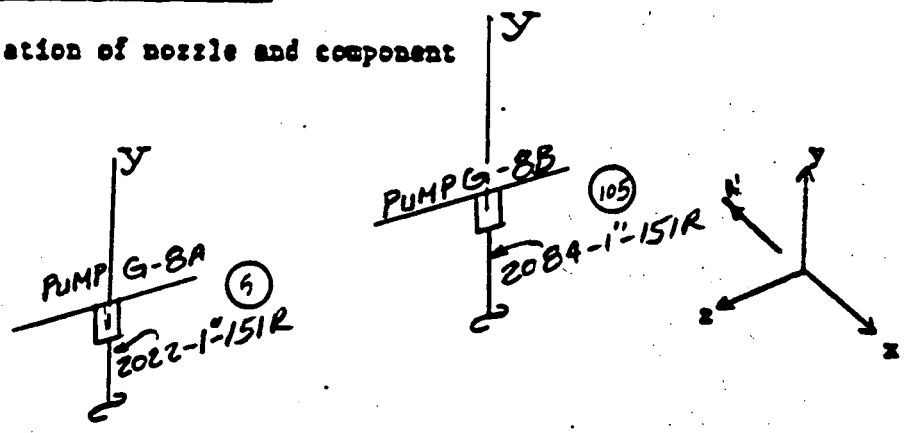 ation of nozzle and component
y
PUMP G-8B
105
2084-1"-151R
y
PUMP G-8A
5
2022-1"-151R
y
N'
z
x